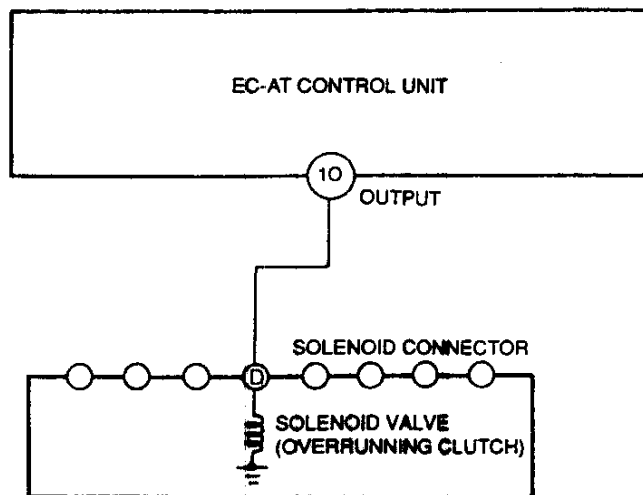 EC-AT CONTROL UNIT
10
OUTPUT
SOLENOID CONNECTOR
D
SOLENOID VALVE
(OVERRUNNING CLUTCH)